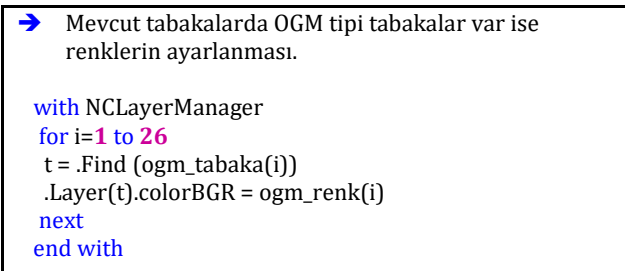 ➔ Mevcut tabakalarda OGM tipi tabakalar var ise
renklerin ayarlanması.
with NCLayerManager
for i=1 to 26
t = .Find (ogm_tabaka(i))
.Layer(t).colorBGR = ogm_renk(i)
next
end with